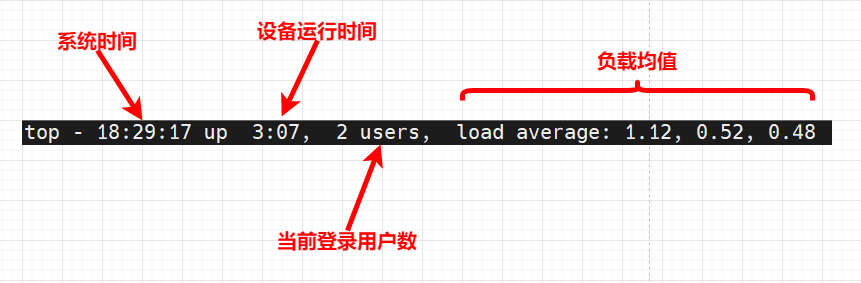 系统时间
设备运行时间
负载均值
top - 18:29:17 up  3:07,  2 users,  load average: 1.12, 0.52, 0.48
当前登录用户数